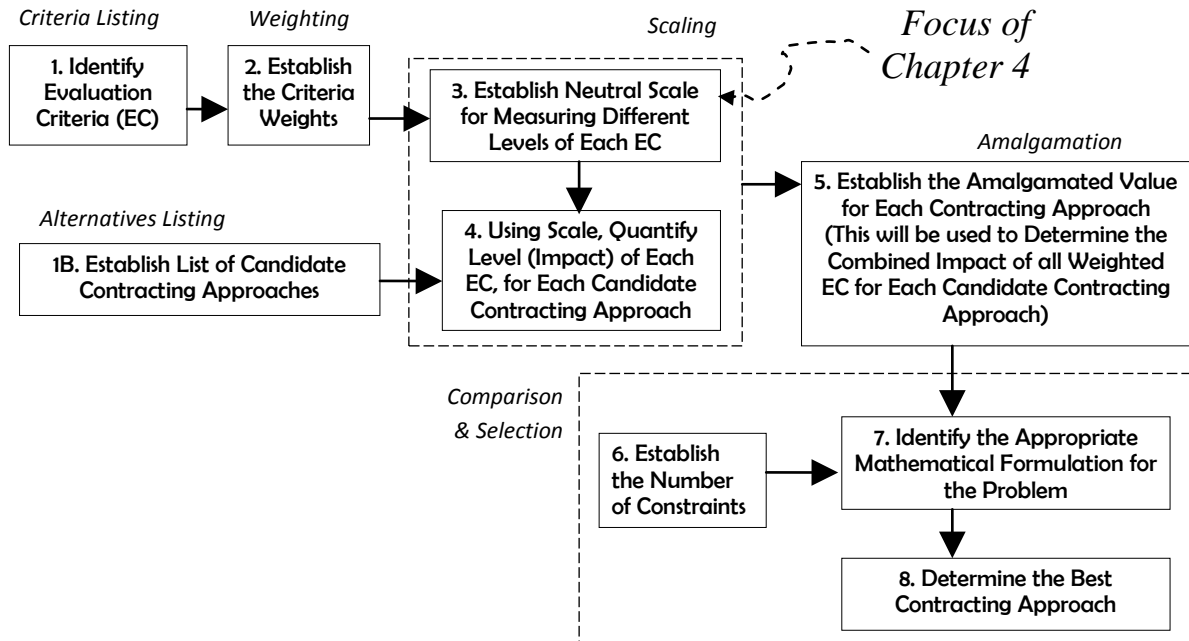 Criteria Listing
Weighting
Scaling
Focus of
Chapter 4
1. Identify
Evaluation
Criteria (EC)
2. Establish
the Criteria
Weights
3. Establish Neutral Scale
for Measuring Different
Levels of Each EC
Alternatives Listing
1B. Establish List of Candidate
Contracting Approaches
4. Using Scale, Quantify
Level (Impact) of Each
EC, for Each Candidate
Contracting Approach
Amalgamation
5. Establish the Amalgamated Value
for Each Contracting Approach
(This will be used to Determine the
Combined Impact of all Weighted
EC for Each Candidate Contracting
Approach)
Comparison
& Selection
6. Establish
the Number
of Constraints
7. Identify the Appropriate
Mathematical Formulation for
the Problem
8. Determine the Best
Contracting Approach